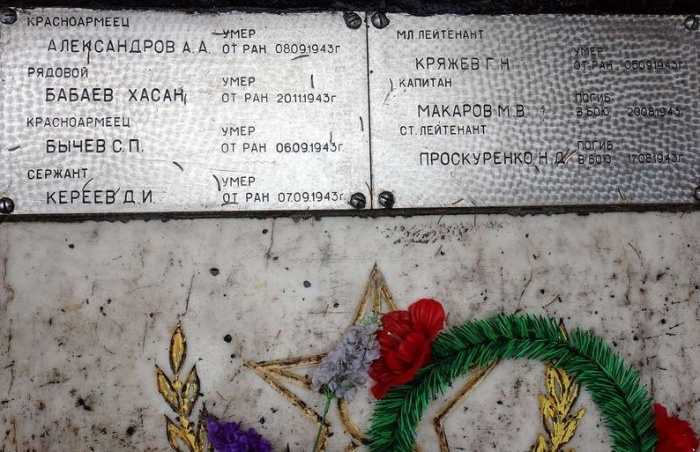 КРАСНОАРМЕЕЦ
АЛЕКСАНДРОВ А.А. УМЕР ОТ РАН 08.09.1943г
РЯДОВОЙ
БАБАЕВ ХАСАН УМЕР ОТ РАН 20.11.1943г.
КРАСНОАРМЕЕЦ
БЫЧЕВ С.П. УМЕР ОТ РАН 06.09.1943г.
СЕРЖАНТ
КЕРЕЕВ Д.И. УМЕР ОТ РАН 07.09.1943г.
МЛ.ЛЕЙТЕНАНТ
КРЯЖЕВ Г.Н УМЕР ОТ РАН 05.09.1943г.
КАПИТАН
МАКАРОВ М.В ПОГИБ В БОЮ 20.08.1943г.
СТ.ЛЕЙТЕНАНТ
ПРОСКУРЕНКО Н.Д. ПОГИБ В БОЮ 17.08.1943г.